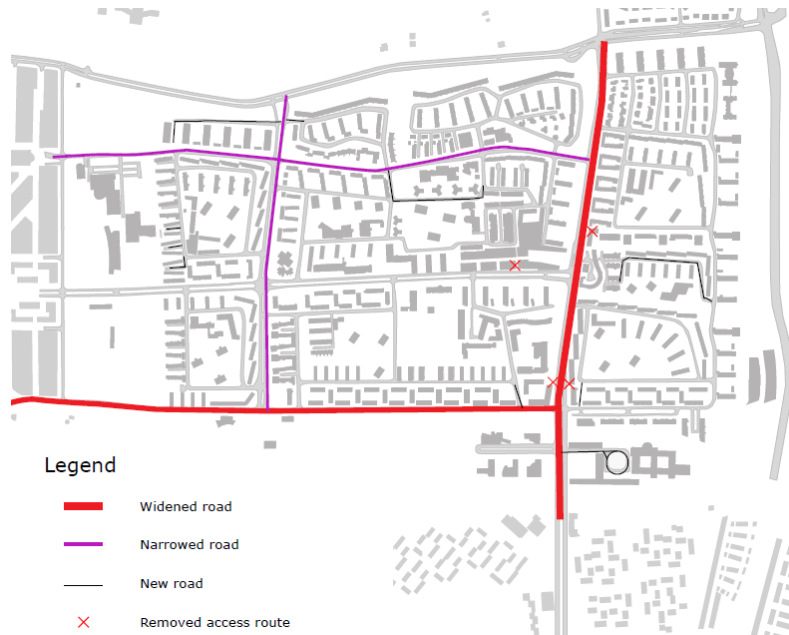 Legend
Widened road
Narrowed road
New road
Removed access route